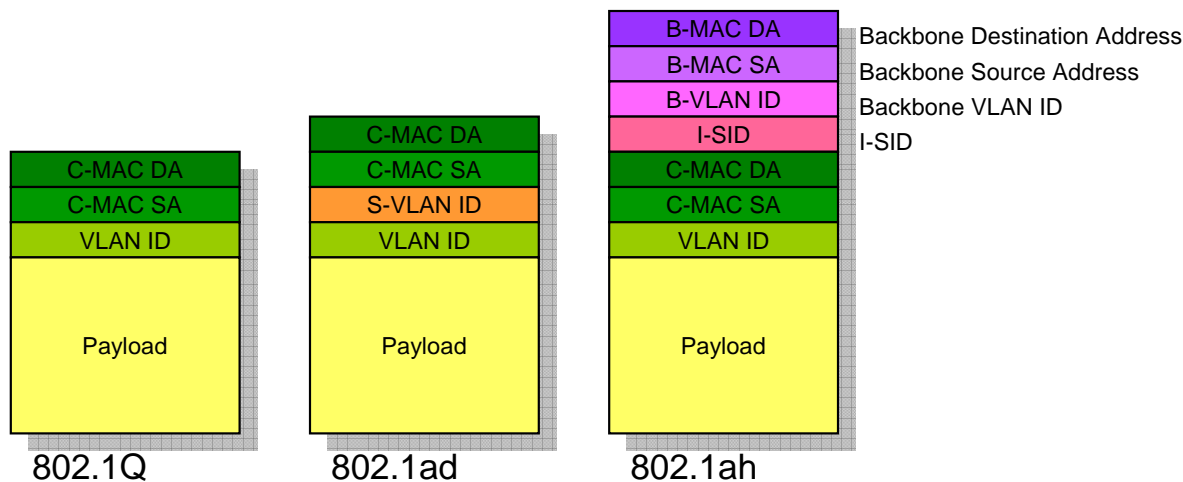 C-MAC DA
C-MAC SA
VLAN ID
Payload
802.1Q
C-MAC DA
C-MAC SA
S-VLAN ID
VLAN ID
Payload
802.1ad
B-MAC DA
B-MAC SA
B-VLAN ID
I-SID
C-MAC DA
C-MAC SA
VLAN ID
Payload
802.1ah
Backbone Destination Address
Backbone Source Address
Backbone VLAN ID
I-SID